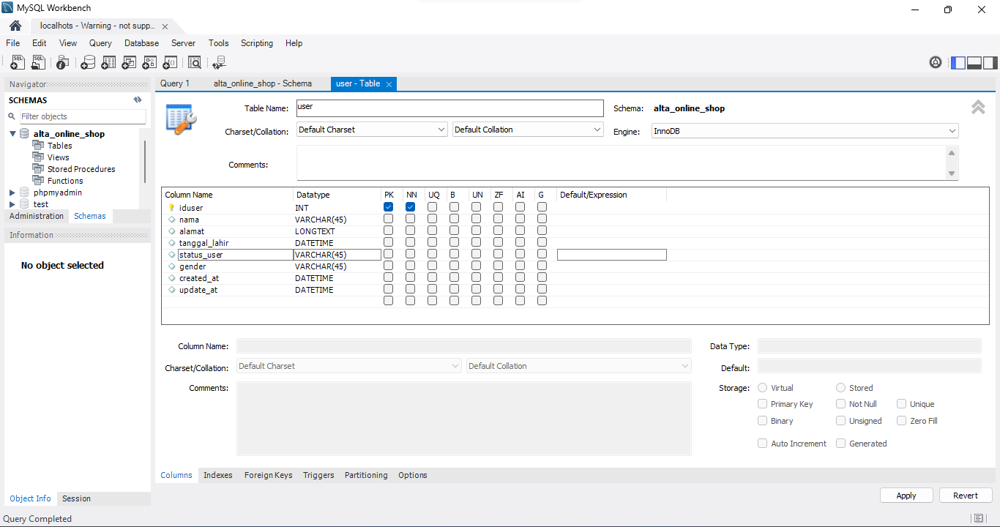 MySQL Workbench
localhots - Warning - not supp...
File Edit View Query Database Server Tools Scripting Help
Navigator
SCHEMAS
Filter objects
alta_online_shop
Tables
Views
Stored Procedures
Functions
phpmyadmin
test
Administration Schemas
Information
No object selected
Object Info Session
Query 1 alta_online_shop - Schema user - Table
Table Name: user Schema: alta_online_shop
Charset/Collation: Default Charset Default Collation Engine: InnoDB
Comments:
Column Name Datatype PK NN UQ B UN ZF AI G Default/Expression
iduser INT
nama VARCHAR(45)
alamat LONGTEXT
tanggal_lahir DATETIME
status_user VARCHAR(45)
gender VARCHAR(45)
created_at DATETIME
update_at DATETIME
Column Name: Data Type:
Charset/Collation: Default Charset Default Collation Default:
Comments: Storage: Virtual Stored
Primary Key Not Null Unique
Binary Unsigned Zero Fill
Auto Increment Generated
Columns Indexes Foreign Keys Triggers Partitioning Options
Apply Revert
Query Completed